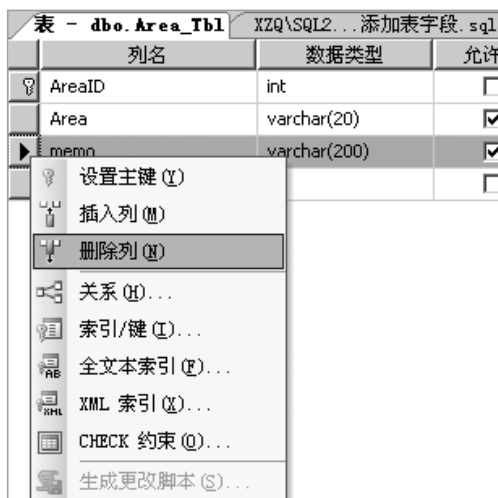 表 - dbo.Area_Tbl XZQ\SQL2...添加表字段.sql
列名 数据类型 允许
AreaID int
Area varchar(20)
memo varchar(200)
设置主键(Y)
插入列(M)
删除列(N)
关系(H)...
索引/键(I)...
全文本索引(F)...
XML 索引(X)...
CHECK 约束(O)...
生成更改脚本(S)...